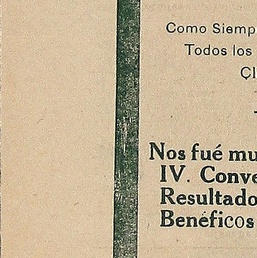 Como Siemp
Todos los
Cl
Nos fué mu
IV. Conve
Resultado
Benéficos